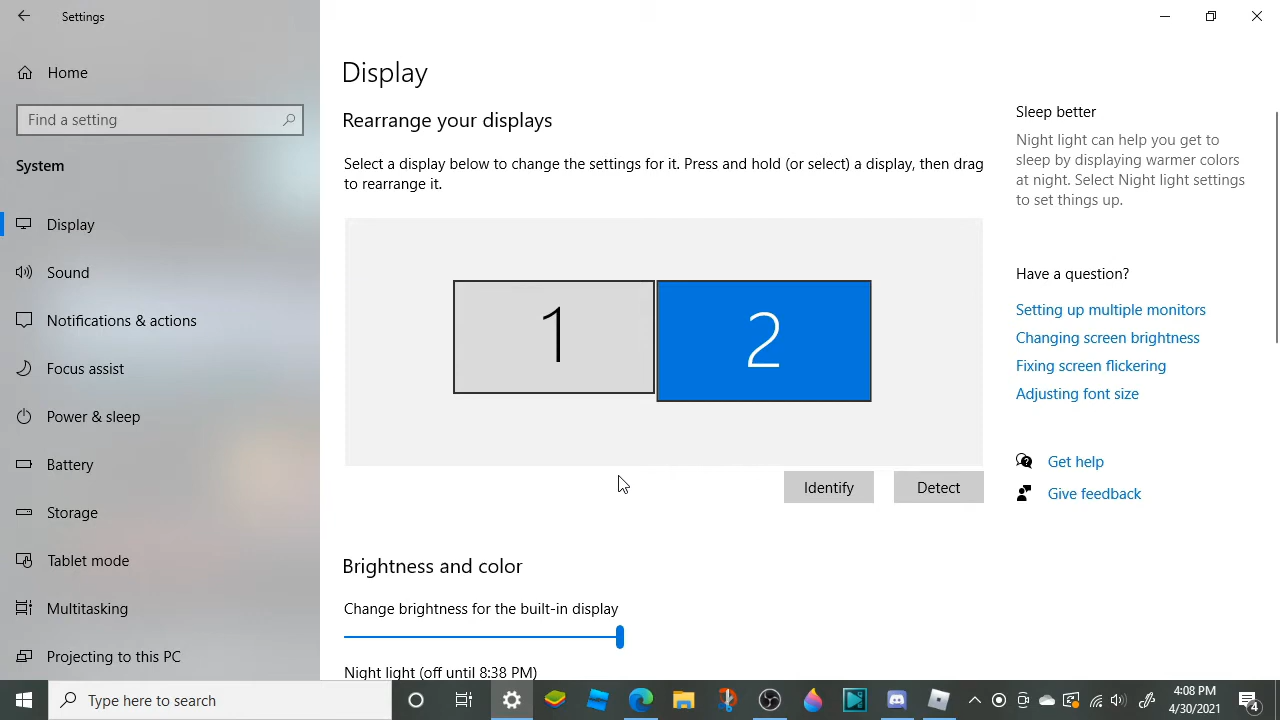 Settings
Home
Find a setting
System
Display
Sound
Notifications & actions
Focus assist
Power & sleep
Battery
Storage
Tablet mode
Multitasking
Projecting to this PC
Display
Rearrange your displays
Select a display below to change the settings for it. Press and hold (or select) a display, then drag
to rearrange it.
1
2
Identify
Detect
Brightness and color
Change brightness for the built-in display
Night light (off until 8:38 PM)
Sleep better
Night light can help you get to
sleep by displaying warmer colors
at night. Select Night light settings
to set things up.
Have a question?
Setting up multiple monitors
Changing screen brightness
Fixing screen flickering
Adjusting font size
Get help
Give feedback
Type here to search
4:08 PM
4/30/2021
4